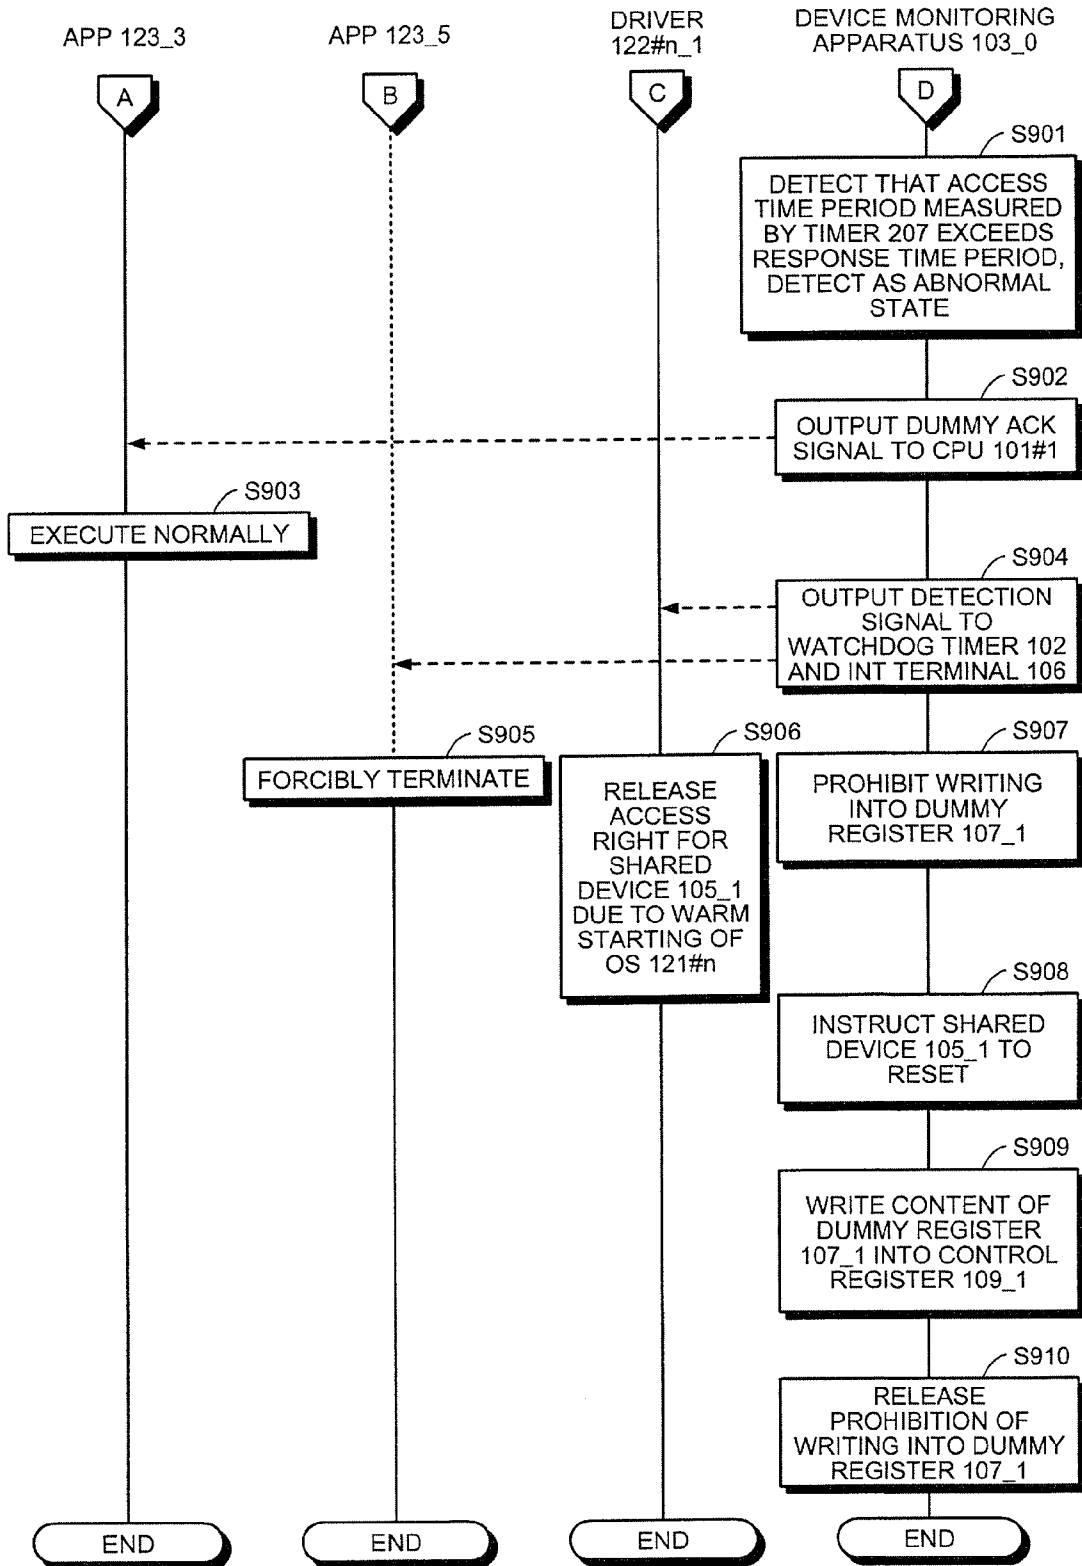 APP 123_3
APP 123_5
DRIVER
122#n_1
DEVICE MONITORING
APPARATUS 103_0
A
B
C
D
S901
DETECT THAT ACCESS
TIME PERIOD MEASURED
BY TIMER 207 EXCEEDS
RESPONSE TIME PERIOD,
DETECT AS ABNORMAL
STATE
S902
OUTPUT DUMMY ACK
SIGNAL TO CPU 101#1
S903
EXECUTE NORMALLY
S904
OUTPUT DETECTION
SIGNAL TO
WATCHDOG TIMER 102
AND INT TERMINAL 106
S905
FORCIBLY TERMINATE
S906
RELEASE
ACCESS
RIGHT FOR
SHARED
DEVICE 105_1
DUE TO WARM
STARTING OF
OS 121#n
S907
PROHIBIT WRITING
INTO DUMMY
REGISTER 107_1
S908
INSTRUCT SHARED
DEVICE 105_1 TO
RESET
S909
WRITE CONTENT OF
DUMMY REGISTER
107_1 INTO CONTROL
REGISTER 109_1
S910
RELEASE
PROHIBITION OF
WRITING INTO DUMMY
REGISTER 107_1
END
END
END
END